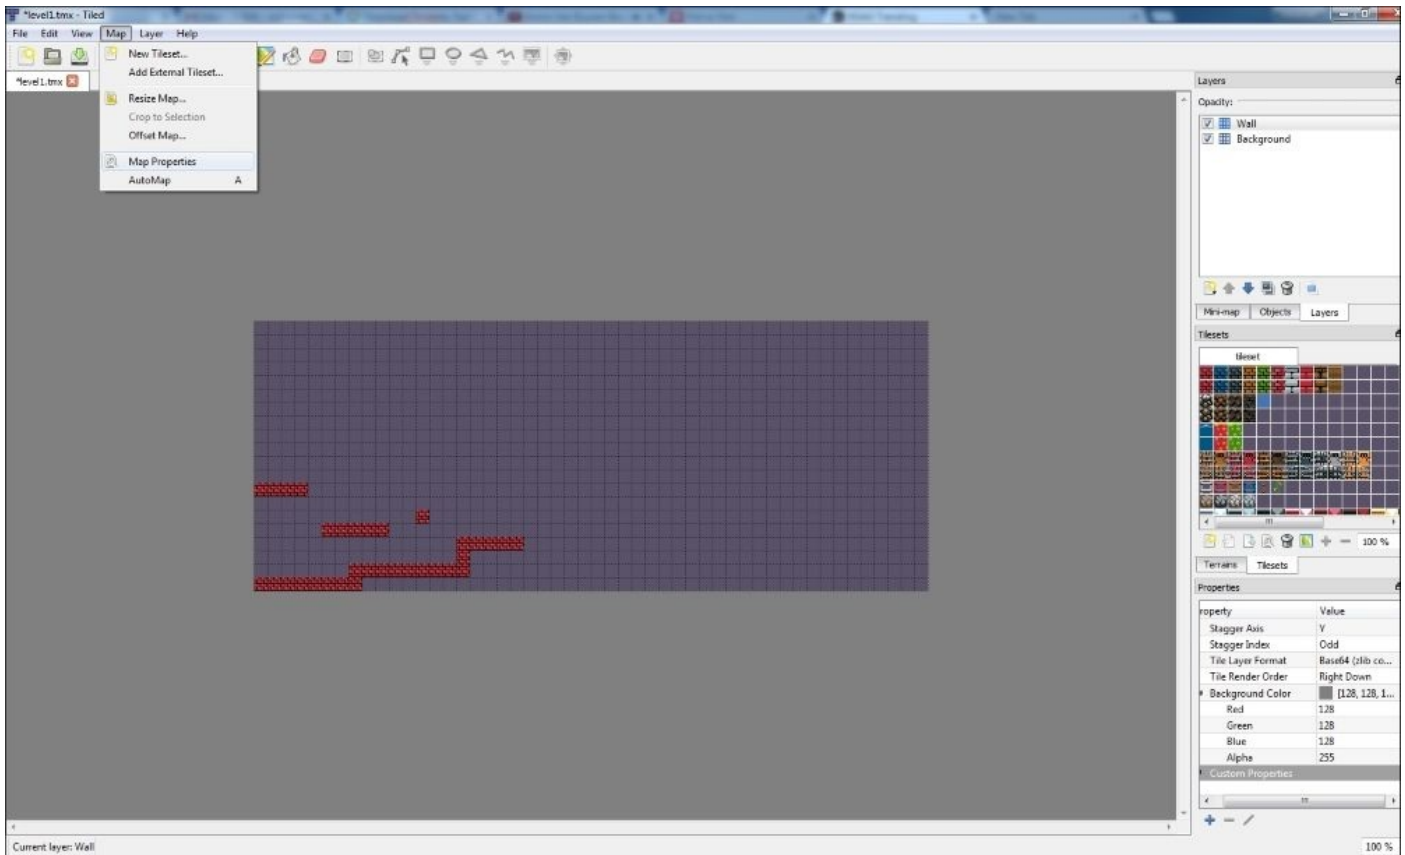 *level1.tmx - Tiled
File Edit View Map Layer Help
*level1.tmx
New Tileset...
Add External Tileset...
Resize Map...
Crop to Selection
Offset Map...
Map Properties
AutoMap A
Layers
Opacity:
Wall
Background
Mini-map Objects Layers
Tilesets
tileset
100 %
Terrains Tilesets
Properties
roperty Value
Stagger Axis Y
Stagger Index Odd
Tile Layer Format Base64 (zlib co...
Tile Render Order Right Down
Background Color [128, 128, 1...
Red 128
Green 128
Blue 128
Alpha 255
Custom Properties
Current layer: Wall 100 %